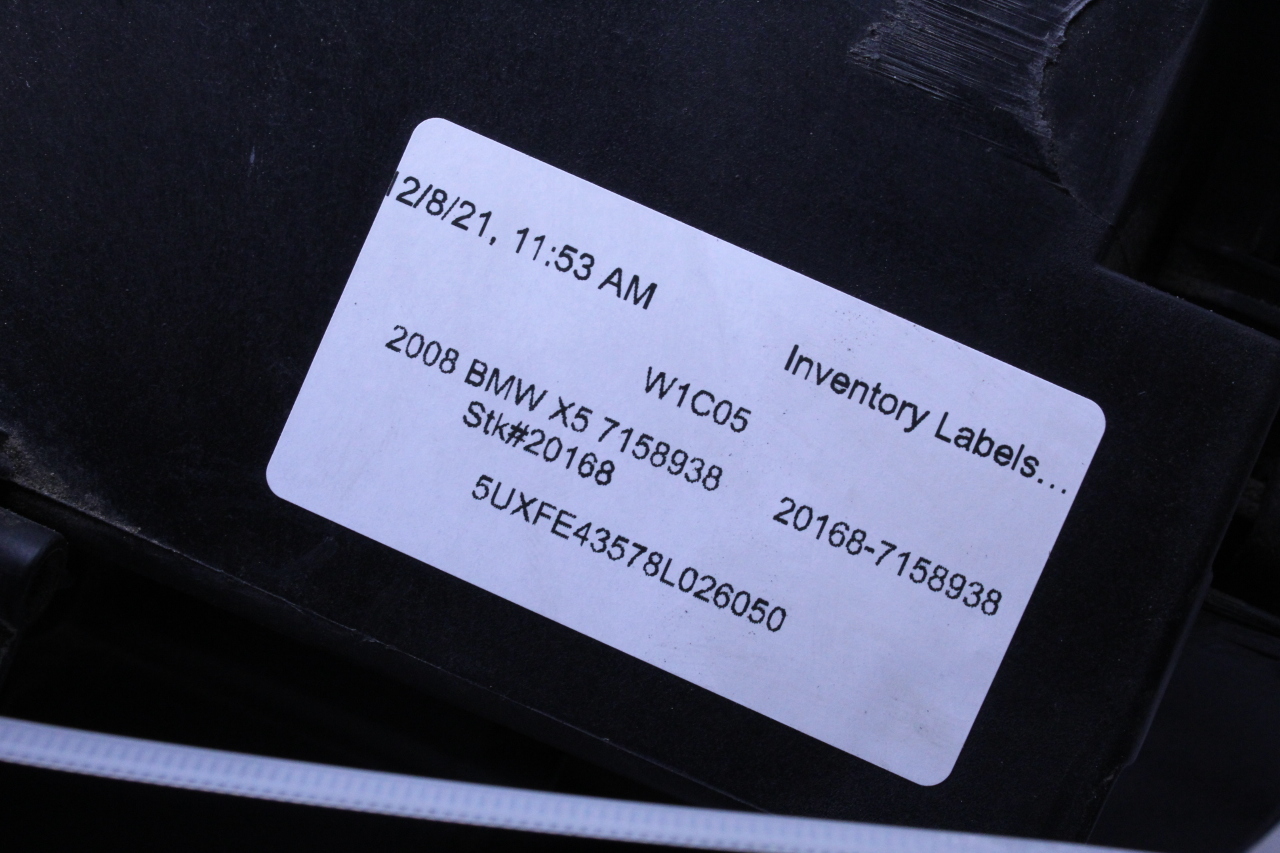 12/8/21, 11:53 AM
Inventory Labels...
W1C05
2008 BMW X5 7158938
Stk#20168
20168-7158938
5UXFE43578L026050